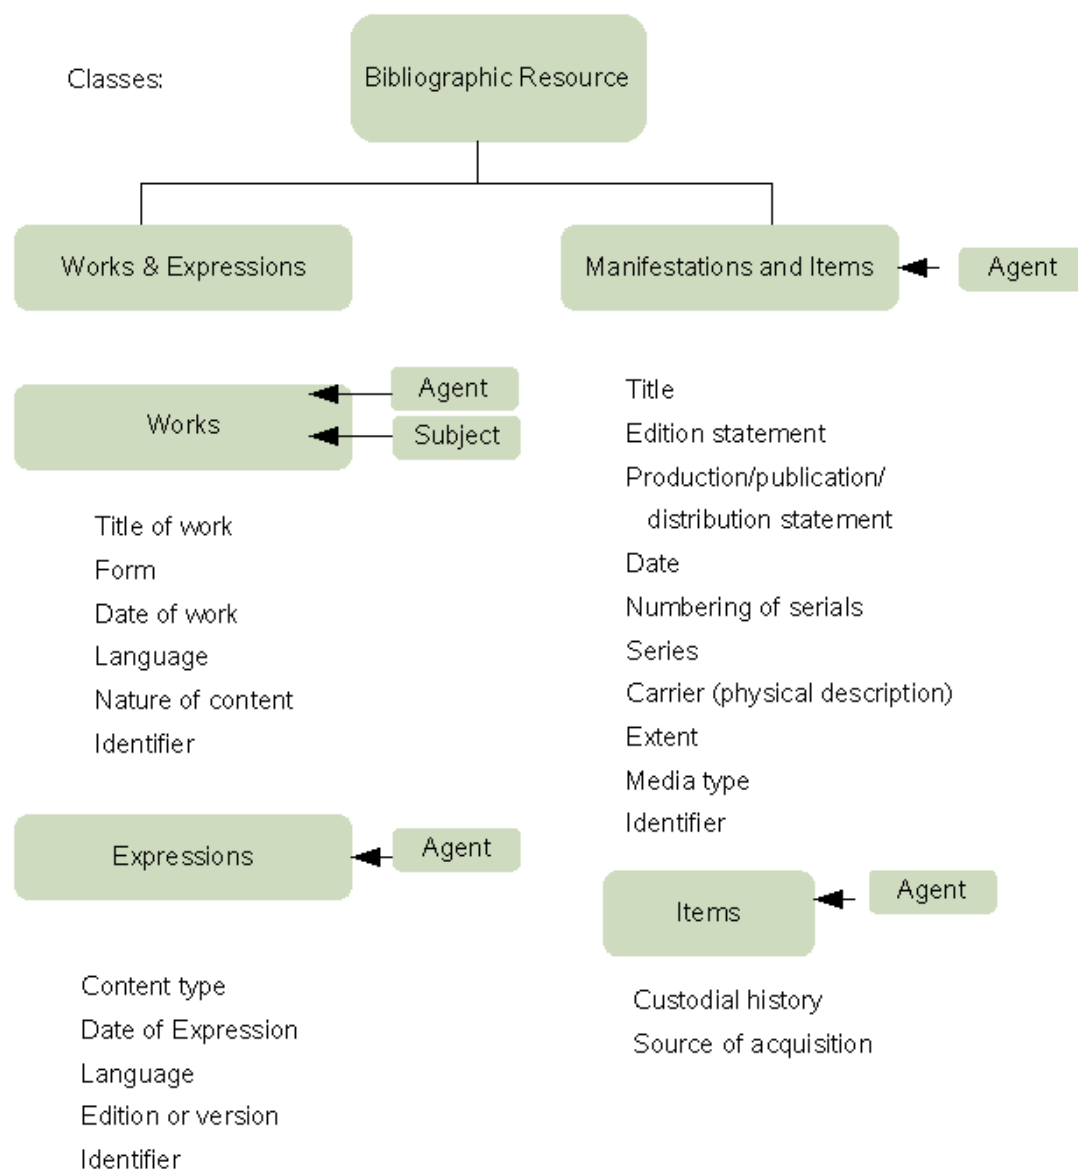 Classes:
Bibliographic Resource
Works & Expressions
Manifestations and Items
Agent
Works
Agent
Subject
Title of work
Form
Date of work
Language
Nature of content
Identifier
Expressions
Agent
Content type
Date of Expression
Language
Edition or version
Identifier
Title
Edition statement
Production/publication/
distribution statement
Date
Numbering of serials
Series
Carrier (physical description)
Extent
Media type
Identifier
Items
Agent
Custodial history
Source of acquisition